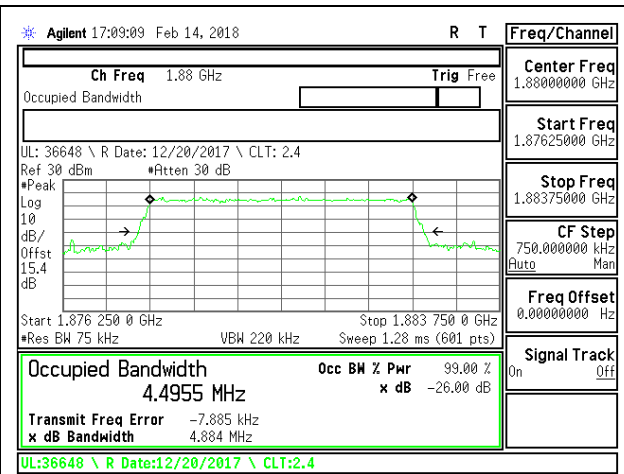 Agilent 17:09:09 Feb 14, 2018 R T
Ch Freq 1.88 GHz Trig Free
Occupied Bandwidth
UL: 36648 \ R Date: 12/20/2017 \ CLT: 2.4
Ref 30 dBm #Atten 30 dB
#Peak
Log
10
dB/
Offst
15.4
dB
Start 1.876 250 0 GHz Stop 1.883 750 0 GHz
#Res BW 75 kHz VBW 220 kHz Sweep 1.28 ms (601 pts)
Occupied Bandwidth Occ BW % Pwr 99.00 %
4.4955 MHz x dB -26.00 dB
Transmit Freq Error -7.885 kHz
x dB Bandwidth 4.884 MHz
UL:36648 \ R Date:12/20/2017 \ CLT:2.4
Freq/Channel
Center Freq
1.88000000 GHz
Start Freq
1.87625000 GHz
Stop Freq
1.88375000 GHz
CF Step
750.000000 kHz
Auto Man
Freq Offset
0.00000000 Hz
Signal Track
On Off